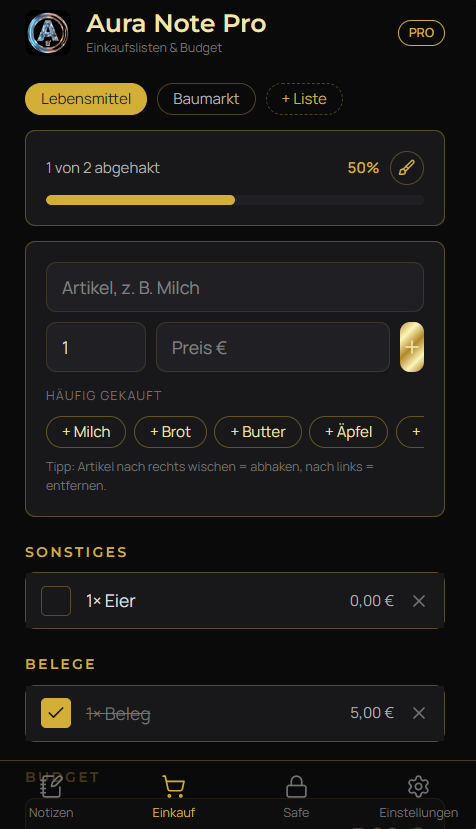 Aura Note Pro
Einkaufslisten & Budget
PRO
Lebensmittel
Baumarkt
+ Liste
1 von 2 abgehakt
50%
Artikel, z. B. Milch
1
Preis €
+
HÄUFIG GEKAUFT
+ Milch
+ Brot
+ Butter
+ Äpfel
+
Tipp: Artikel nach rechts wischen = abhaken, nach links =
entfernen.
SONSTIGES
1× Eier
0,00 €
BELEGE
1× Beleg
5,00 €
BUDGET
Notizen
Einkauf
Safe
Einstellungen